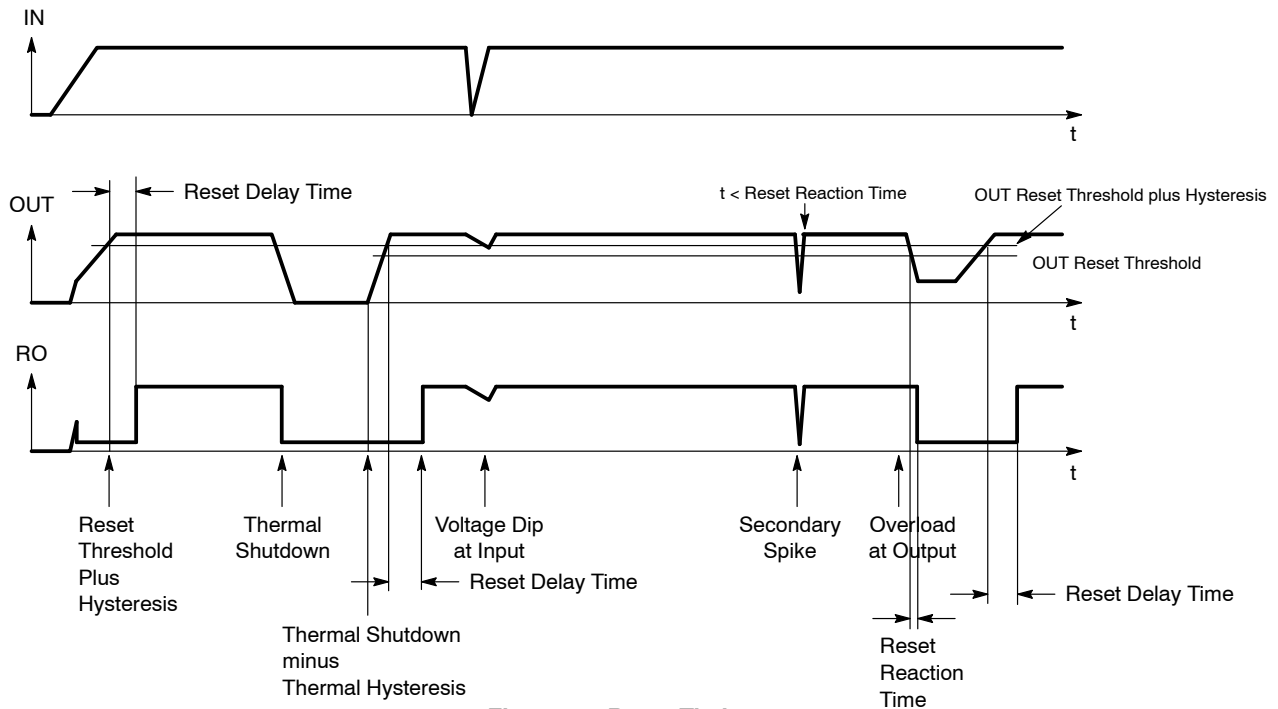 IN
t
Reset Delay Time
t < Reset Reaction Time
OUT Reset Threshold plus Hysteresis
OUT
OUT Reset Threshold
t
RO
t
Reset
Threshold
Plus
Hysteresis
Thermal
Shutdown
Voltage Dip
at Input
Secondary
Spike
Overload
at Output
Reset Delay Time
Reset Delay Time
Thermal Shutdown
minus
Thermal Hysteresis
Reset
Reaction
Time